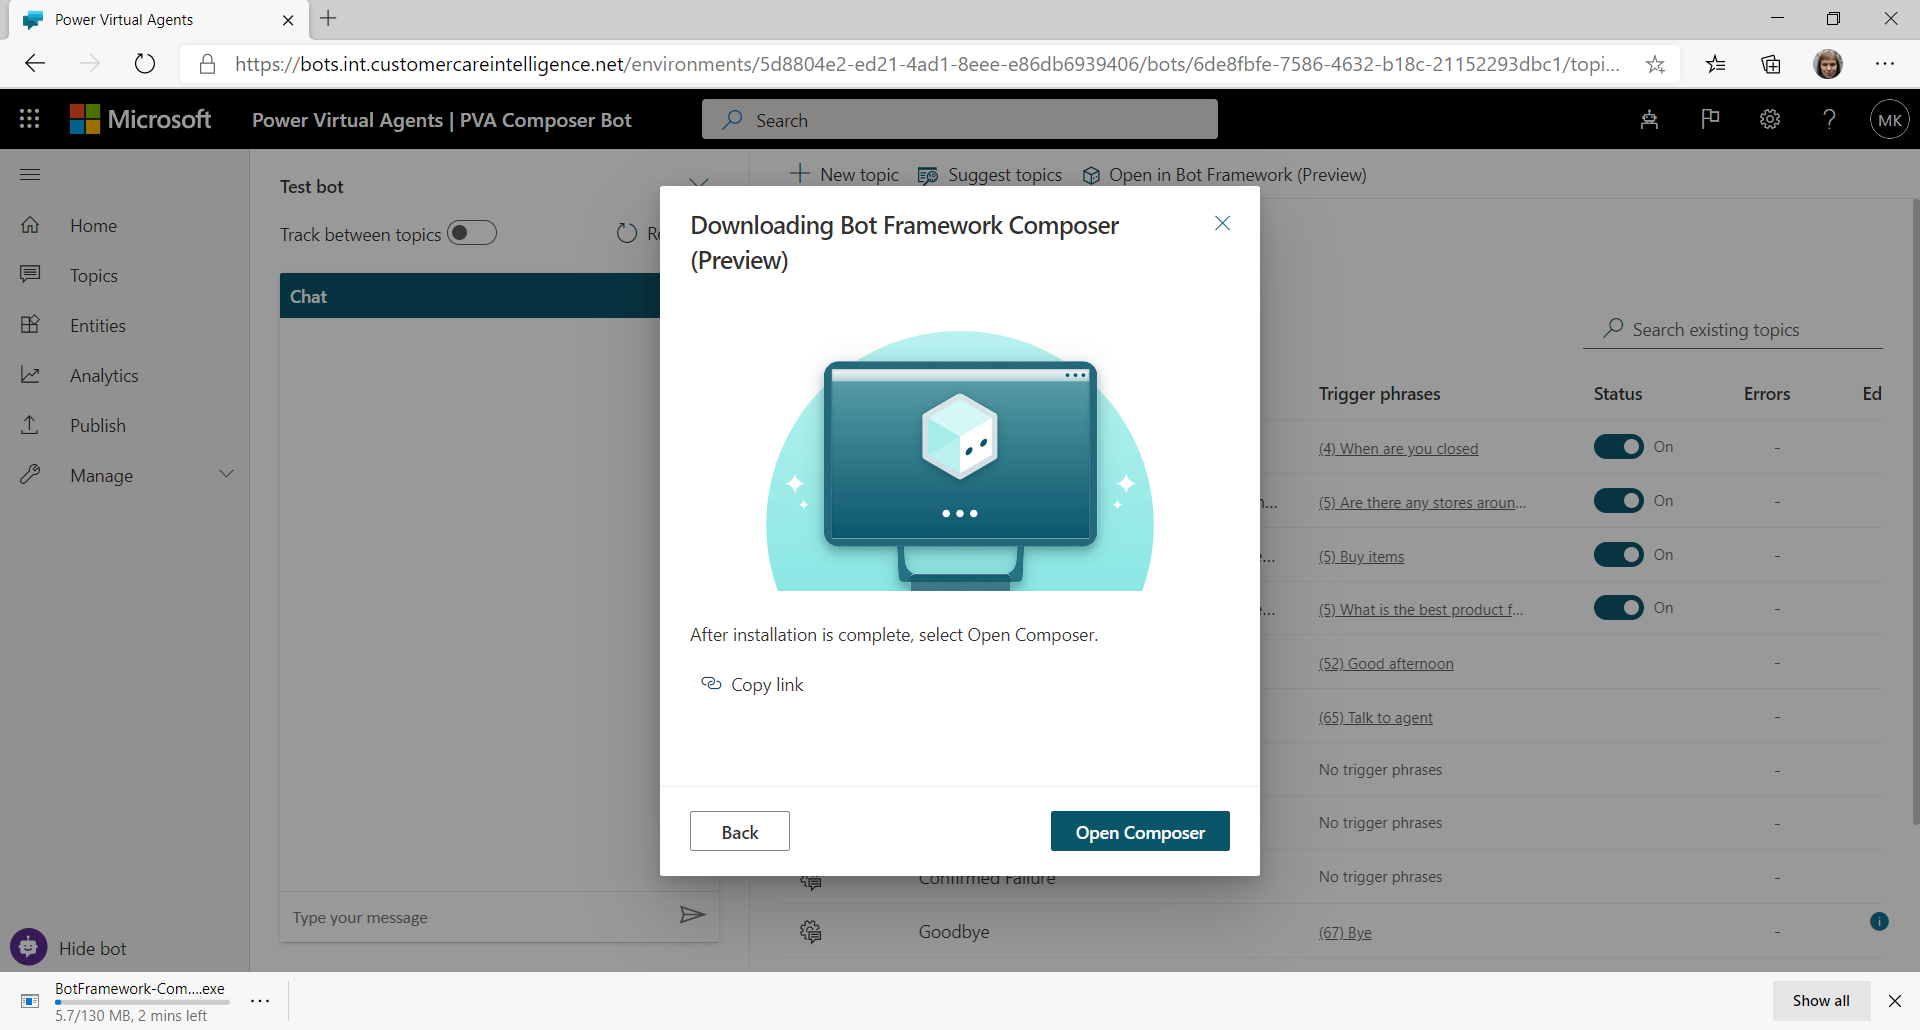 Power Virtual Agents
https://bots.int.customercareintelligence.net/environments/5d8804e2-ed21-4ad1-8eee-e86db6939406/bots/6de8fbfe-7586-4632-b18c-21152293dbc1/topi...
Microsoft
Power Virtual Agents | PVA Composer Bot
Search
MK
Home
Topics
Entities
Analytics
Publish
Manage
Hide bot
Test bot
Track between topics
Re
Chat
Type your message
New topic
Suggest topics
Open in Bot Framework (Preview)
Search existing topics
Trigger phrases Status Errors Ed
(4) When are you closed On -
n... (5) Are there any stores aroun... On -
e... (5) Buy items On -
e... (5) What is the best product f... On -
(52) Good afternoon -
(65) Talk to agent -
No trigger phrases -
No trigger phrases -
Confirmed Failure No trigger phrases -
Goodbye (67) Bye -
Downloading Bot Framework Composer
(Preview)
After installation is complete, select Open Composer.
Copy link
Back
Open Composer
BotFramework-Com....exe
5.7/130 MB, 2 mins left
Show all